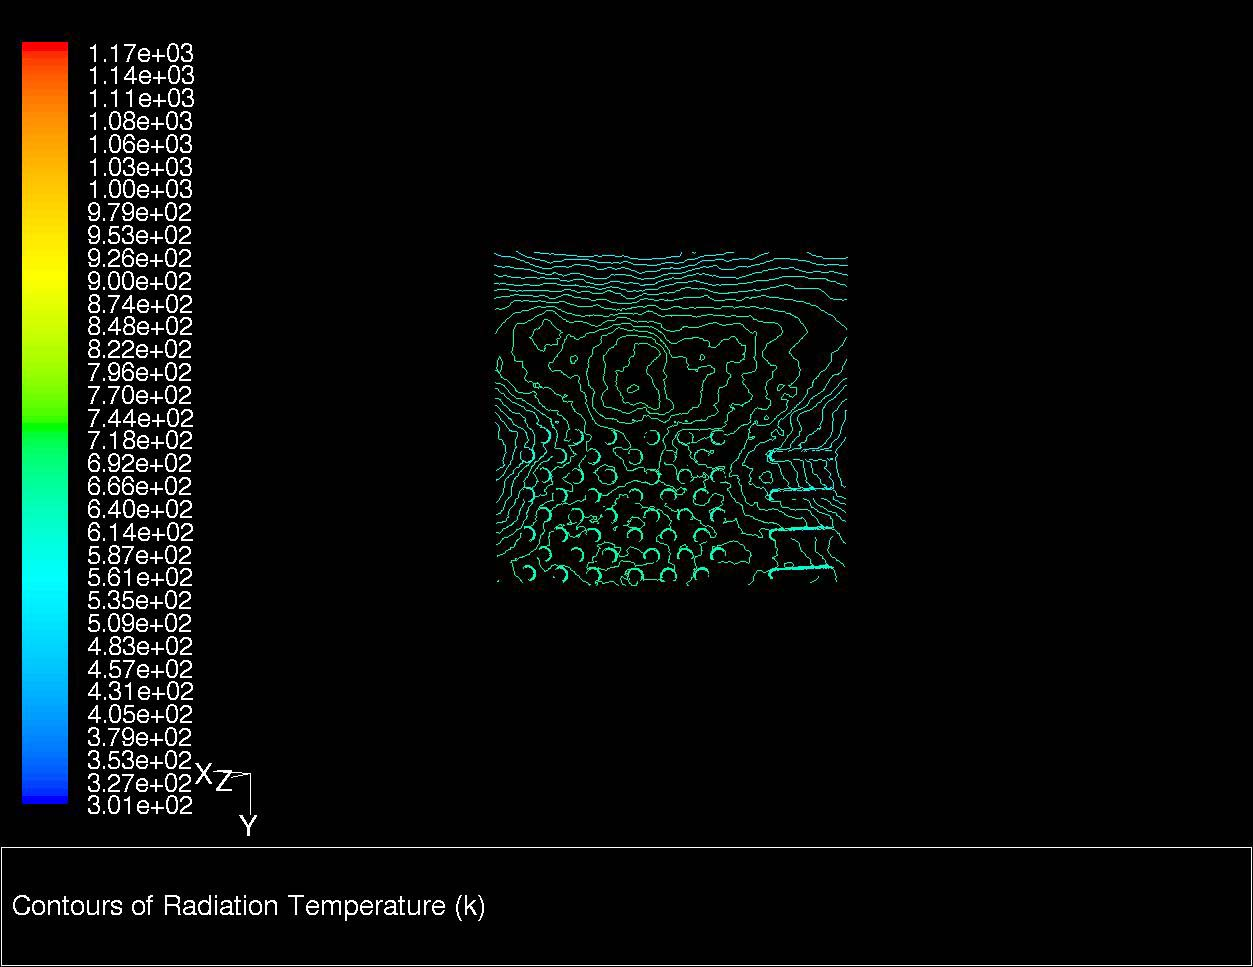 1.17e+03
1.14e+03
1.11e+03
1.08e+03
1.06e+03
1.03e+03
1.00e+03
9.79e+02
9.53e+02
9.26e+02
9.00e+02
8.74e+02
8.48e+02
8.22e+02
7.96e+02
7.70e+02
7.44e+02
7.18e+02
6.92e+02
6.66e+02
6.40e+02
6.14e+02
5.87e+02
5.61e+02
5.35e+02
5.09e+02
4.83e+02
4.57e+02
4.31e+02
4.05e+02
3.79e+02
3.53e+02
3.27e+02
3.01e+02
X
Z
Y
Contours of Radiation Temperature (k)